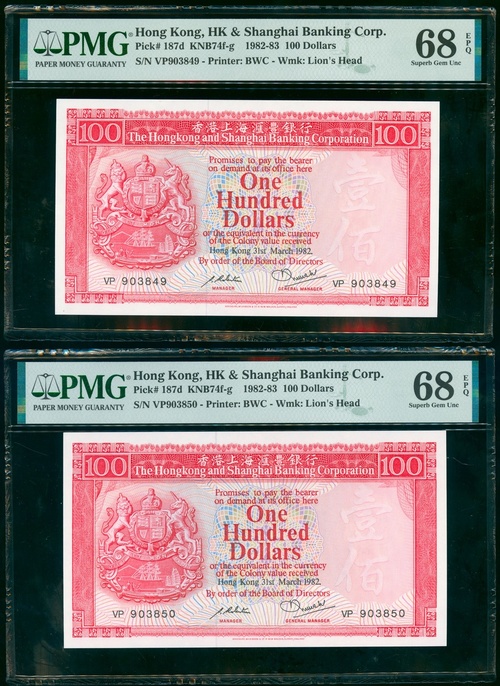 PMG
PAPER MONEY GUARANTY
Hong Kong, HK & Shanghai Banking Corp.
Pick# 187d KNB74f-g 1982-83 100 Dollars
S/N VP903849 - Printer: BWC - Wmk: Lion's Head
68 EPQ
Superb Gem Unc
100
香港上海滙豐銀行
100
The Hongkong and Shanghai Banking Corporation
Promises to pay the bearer
on demand at its office here
One
Hundred
Dollars
or the equivalent in the currency
of the Colony value received
Hong Kong 31st March 1982.
By order of the Board of Directors
壹佰
MANAGER
GENERAL MANAGER
VP 903849
VP 903849
PMG
PAPER MONEY GUARANTY
Hong Kong, HK & Shanghai Banking Corp.
Pick# 187d KNB74f-g 1982-83 100 Dollars
S/N VP903850 - Printer: BWC - Wmk: Lion's Head
68 EPQ
Superb Gem Unc
100
香港上海滙豐銀行
100
The Hongkong and Shanghai Banking Corporation
Promises to pay the bearer
on demand at its office here
One
Hundred
Dollars
or the equivalent in the currency
of the Colony value received
Hong Kong 31st March 1982.
By order of the Board of Directors
壹佰
MANAGER
GENERAL MANAGER
VP 903850
VP 903850